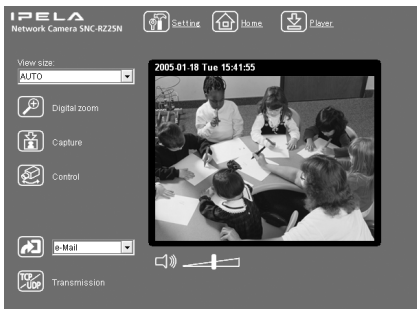 IPELA
Network Camera SNC-RZ25N
Setting
Home
Player
View size:
AUTO
2005-01-18 Tue 15:41:55
Digital zoom
Capture
Control
e-Mail
TCP/UDP
Transmission